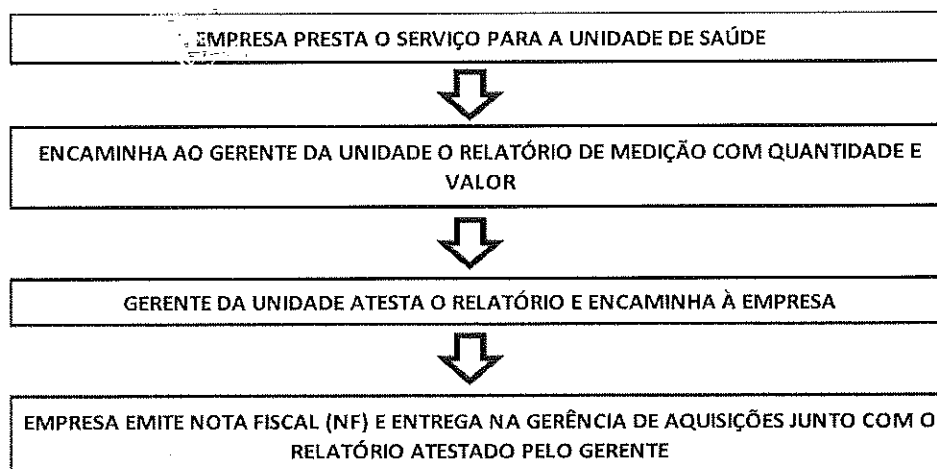 EMPRESA PRESTA O SERVIÇO PARA A UNIDADE DE SAÚDE
ENCAMINHA AO GERENTE DA UNIDADE O RELATÓRIO DE MEDIÇÃO COM QUANTIDADE E
VALOR
GERENTE DA UNIDADE ATESTA O RELATÓRIO E ENCAMINHA À EMPRESA
EMPRESA EMITE NOTA FISCAL (NF) E ENTREGA NA GERÊNCIA DE AQUISIÇÕES JUNTO COM O
RELATÓRIO ATESTADO PELO GERENTE